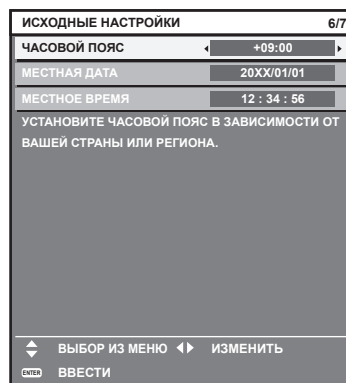 ИСХОДНЫЕ НАСТРОЙКИ 6/7
ЧАСОВОЙ ПОЯС +09:00
МЕСТНАЯ ДАТА 20XX/01/01
МЕСТНОЕ ВРЕМЯ 12 : 34 : 56
УСТАНОВИТЕ ЧАСОВОЙ ПОЯС В ЗАВИСИМОСТИ ОТ
ВАШЕЙ СТРАНЫ ИЛИ РЕГИОНА.
ВЫБОР ИЗ МЕНЮ ИЗМЕНИТЬ
ENTER ВВЕСТИ